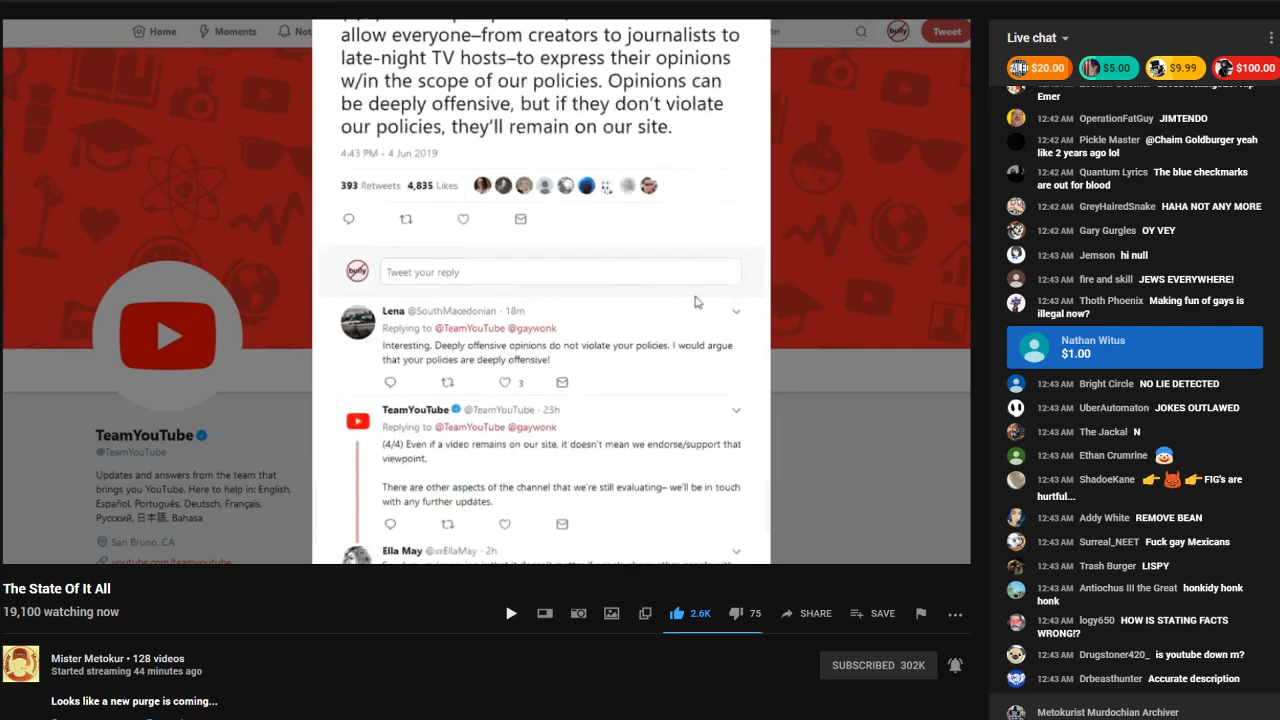 Home
Moments
Not
Tweet
allow everyone–from creators to journalists to
late-night TV hosts–to express their opinions
w/in the scope of our policies. Opinions can
be deeply offensive, but if they don't violate
our policies, they'll remain on our site.
4:43 PM - 4 Jun 2019
393 Retweets 4,835 Likes
bully
Tweet your reply
Lena @SouthMacedonian · 18m
Replying to @TeamYouTube @gaywonk
Interesting. Deeply offensive opinions do not violate your policies. I would argue
that your policies are deeply offensive!
3
TeamYouTube @TeamYouTube · 23h
Replying to @TeamYouTube @gaywonk
(4/4) Even if a video remains on our site, it doesn't mean we endorse/support that
viewpoint.
There are other aspects of the channel that we're still evaluating– we'll be in touch
with any further updates.
Ella May @xxEllaMay · 2h
TeamYouTube
@TeamYouTube
Updates and answers from the team that
brings you YouTube. Here to help in: English,
Español, Português, Deutsch, Français,
Русский, 日本語, Bahasa
San Bruno, CA
youtube.com/teamyoutube
The State Of It All
19,100 watching now
2.6K
75
SHARE
SAVE
Mister Metokur • 128 videos
Started streaming 44 minutes ago
SUBSCRIBED 302K
Looks like a new purge is coming...
Live chat
$20.00
$5.00
$9.99
$100.00
Emer
12:42 AM OperationFatGuy JIMTENDO
12:42 AM Pickle Master @Chaim Goldburger yeah
like 2 years ago lol
12:42 AM Quantum Lyrics The blue checkmarks
are out for blood
12:42 AM GreyHairedSnake HAHA NOT ANY MORE
12:42 AM Gary Gurgles OY VEY
12:43 AM Jemson hi null
12:43 AM fire and skill JEWS EVERYWHERE!
12:43 AM Thoth Phoenix Making fun of gays is
illegal now?
Nathan Witus
$1.00
12:43 AM Bright Circle NO LIE DETECTED
12:43 AM UberAutomaton JOKES OUTLAWED
12:43 AM The Jackal N
12:43 AM Ethan Crumrine
12:43 AM ShadoeKane FIG's are
hurtful...
12:43 AM Addy White REMOVE BEAN
12:43 AM Surreal_NEET Fuck gay Mexicans
12:43 AM Trash Burger LISPY
12:43 AM Antiochus III the Great honkidy honk
honk
12:43 AM logy650 HOW IS STATING FACTS
WRONG!?
12:43 AM Drugstoner420_ is youtube down m?
12:43 AM Drbeasthunter Accurate description
Metokurist Murdochian Archiver